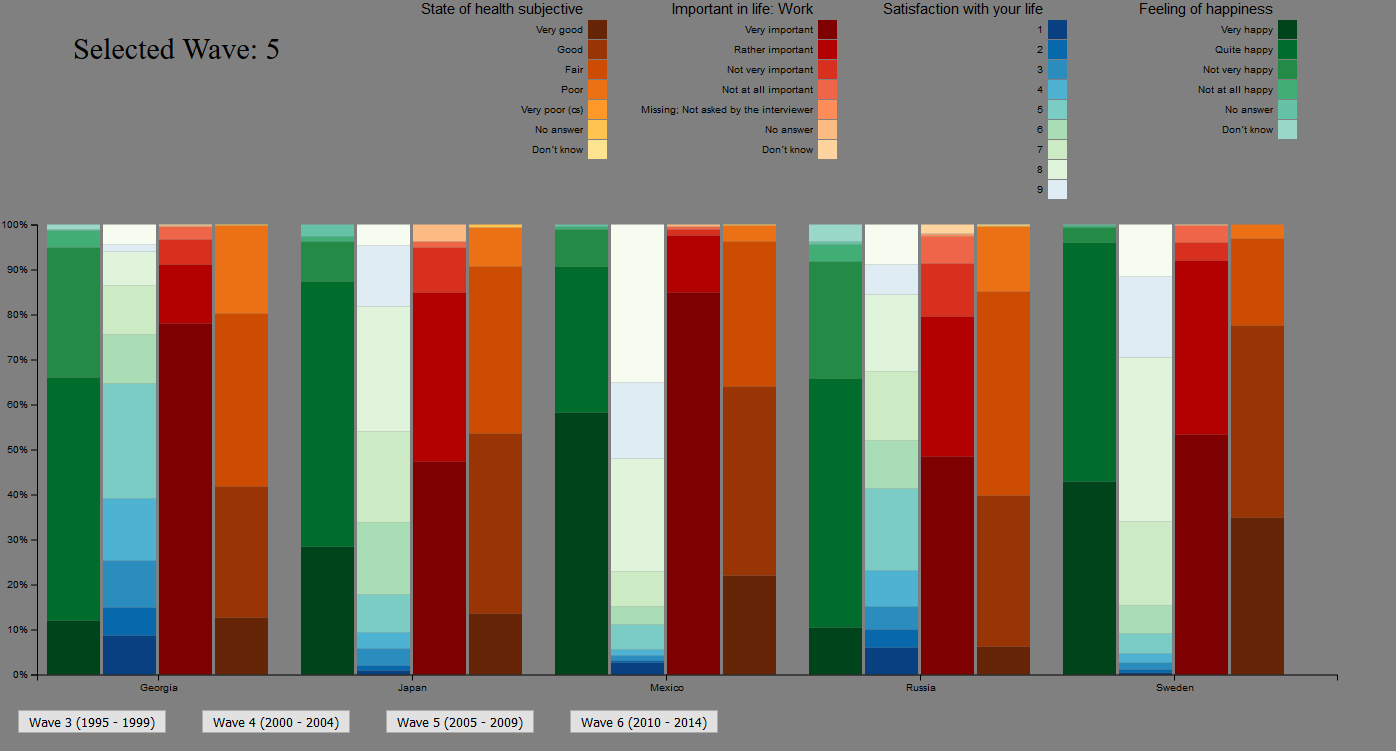 State of health subjective
Very good
Good
Fair
Poor
Very poor (cs)
No answer
Don't know
Important in life: Work
Very important
Rather important
Not very important
Not at all important
Missing; Not asked by the interviewer
No answer
Don't know
Satisfaction with your life
1
2
3
4
5
6
7
8
9
Feeling of happiness
Very happy
Quite happy
Not very happy
Not at all happy
No answer
Don't know
Selected Wave: 5
100%
90%
80%
70%
60%
50%
40%
30%
20%
10%
0%
Georgia
Japan
Mexico
Russia
Sweden
Wave 3 (1995 - 1999)
Wave 4 (2000 - 2004)
Wave 5 (2005 - 2009)
Wave 6 (2010 - 2014)